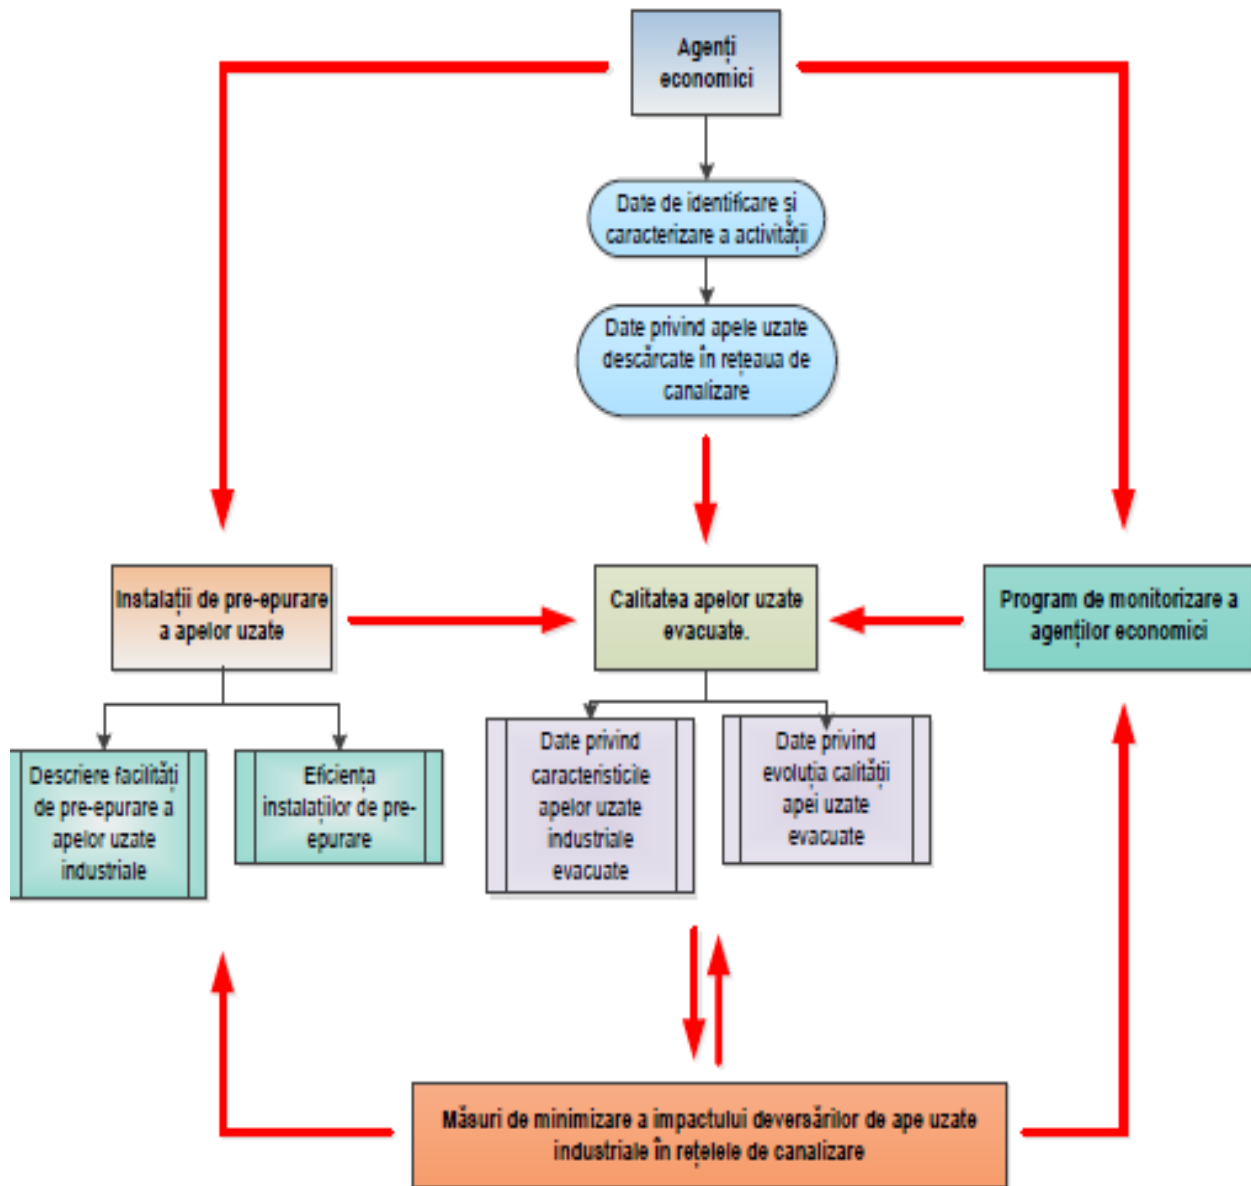 Agenți
economici
Date de identificare și
caracterizare a activității
Date privind apele uzate
descărcate în rețeaua de
canalizare
Instalații de pre-epurare
a apelor uzate
Calitatea apelor uzate
evacuate.
Program de monitorizare a
agenților economici
Descriere facilități
de pre-epurare a
apelor uzate
industriale
Eficiența
instalațiilor de pre-
epurare
Date privind
caracteristicile
apelor uzate
industriale
evacuate
Date privind
evoluția calității
apei uzate
evacuate
Măsuri de minimizare a impactului deversărilor de ape uzate
industriale în rețelele de canalizare